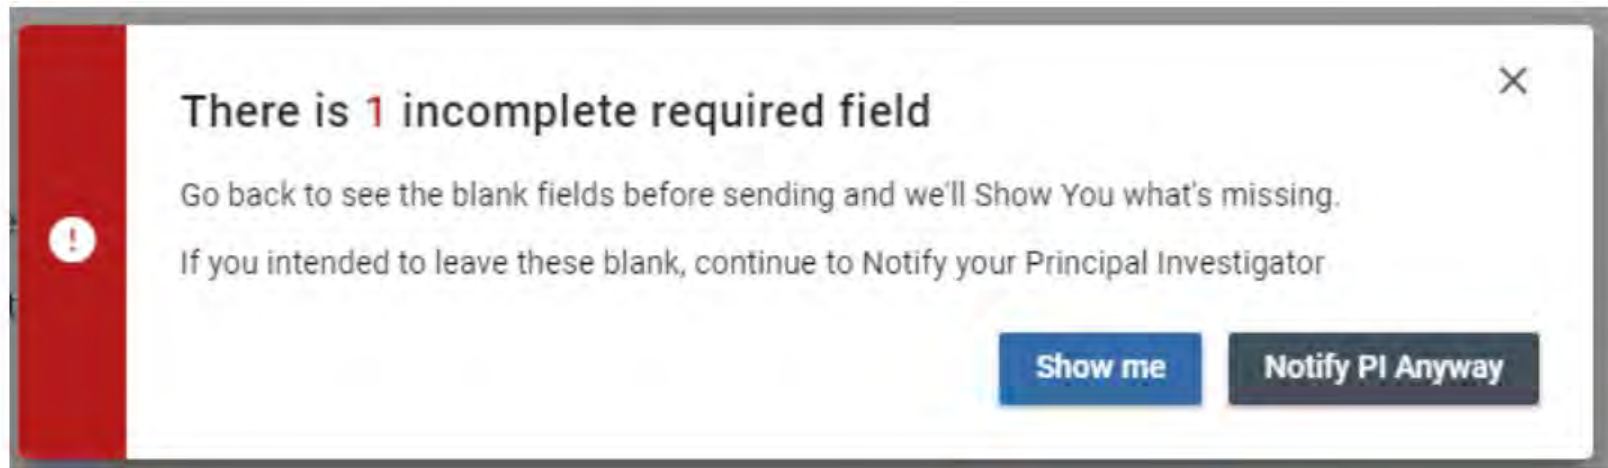 There is 1 incomplete required field
Go back to see the blank fields before sending and we'll Show You what's missing.
If you intended to leave these blank, continue to Notify your Principal Investigator
Show me
Notify PI Anyway